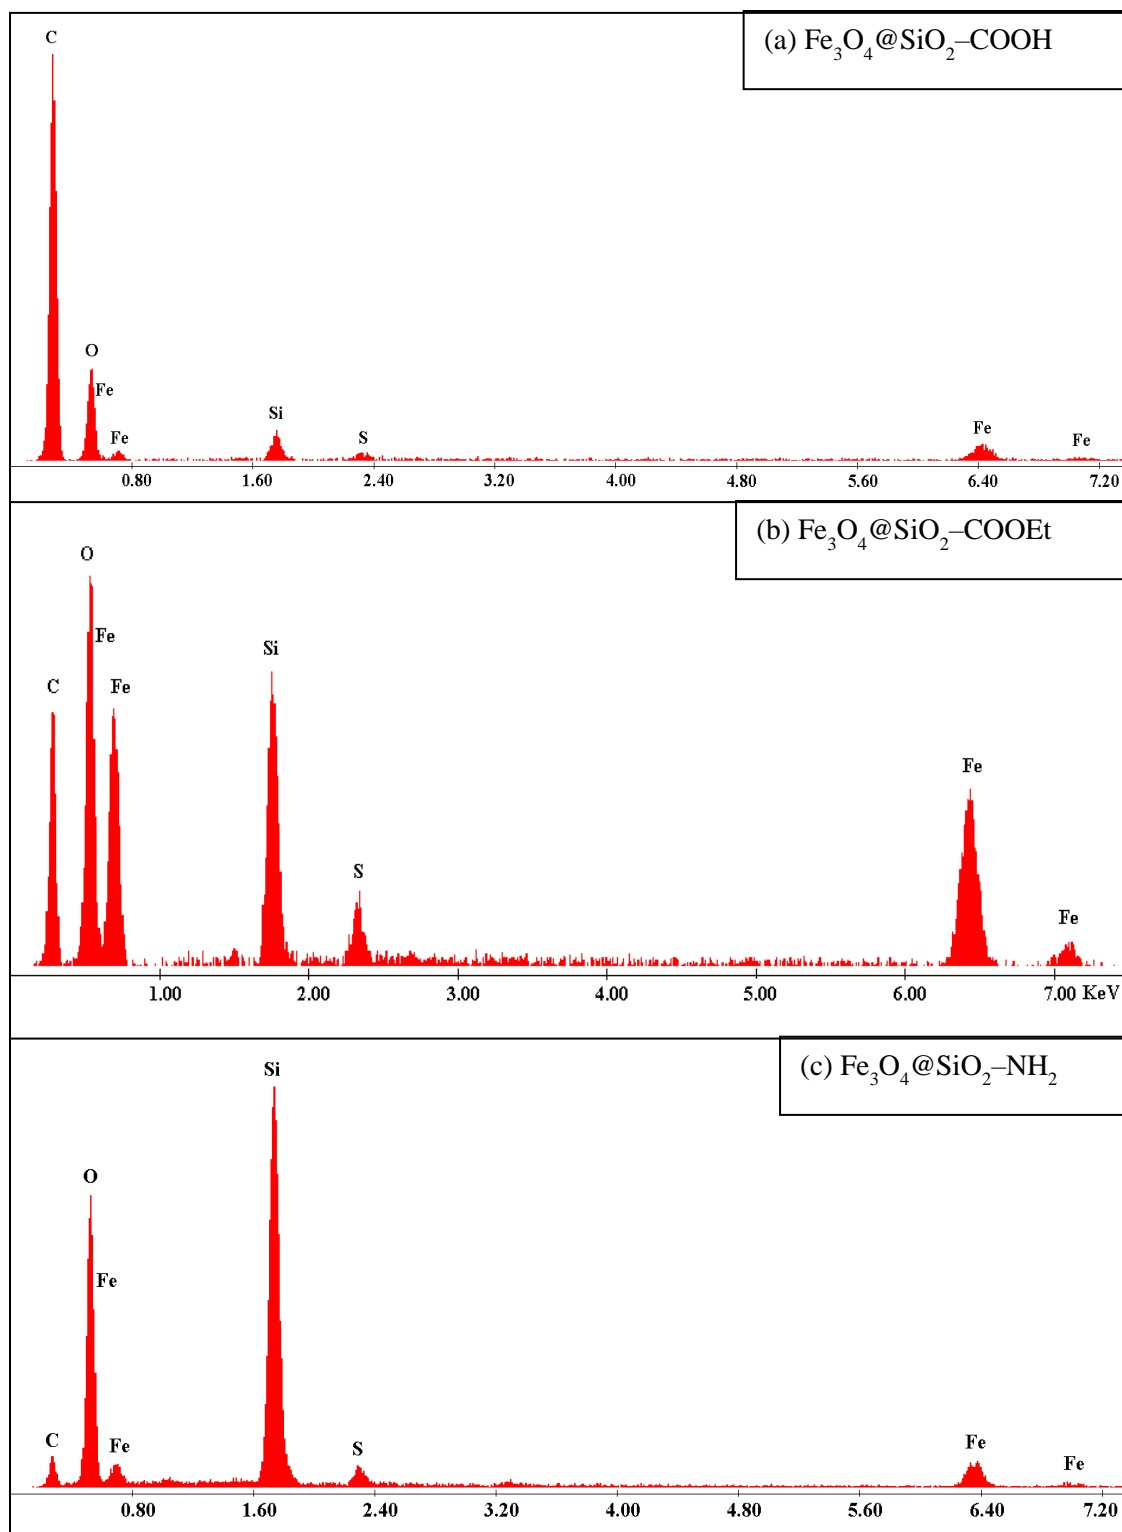 (a) Fe₃O₄@SiO₂–COOH
C
O
Fe
Fe
Si
S
Fe
Fe
0.80 1.60 2.40 3.20 4.00 4.80 5.60 6.40 7.20
(b) Fe₃O₄@SiO₂–COOEt
O
Fe
C
Fe
Si
S
Fe
Fe
1.00 2.00 3.00 4.00 5.00 6.00 7.00 KeV
(c) Fe₃O₄@SiO₂–NH₂
Si
O
Fe
C
Fe
S
Fe
Fe
0.80 1.60 2.40 3.20 4.00 4.80 5.60 6.40 7.20